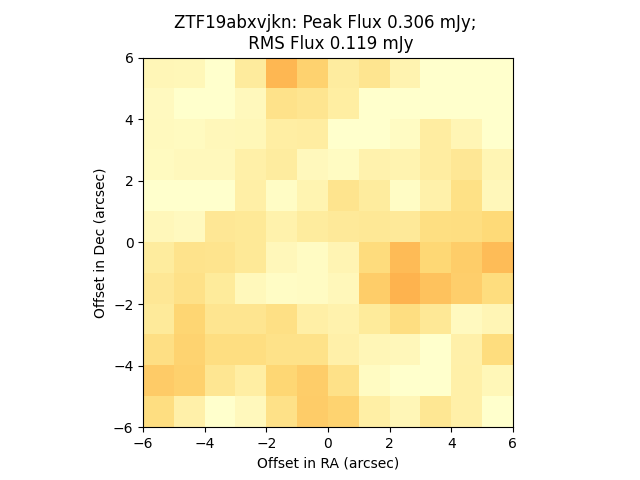 ZTF19abxvjkn: Peak Flux 0.306 mJy;
RMS Flux 0.119 mJy
6
4
2
0
−2
−4
−6
Offset in Dec (arcsec)
−6 −4 −2 0 2 4 6
Offset in RA (arcsec)